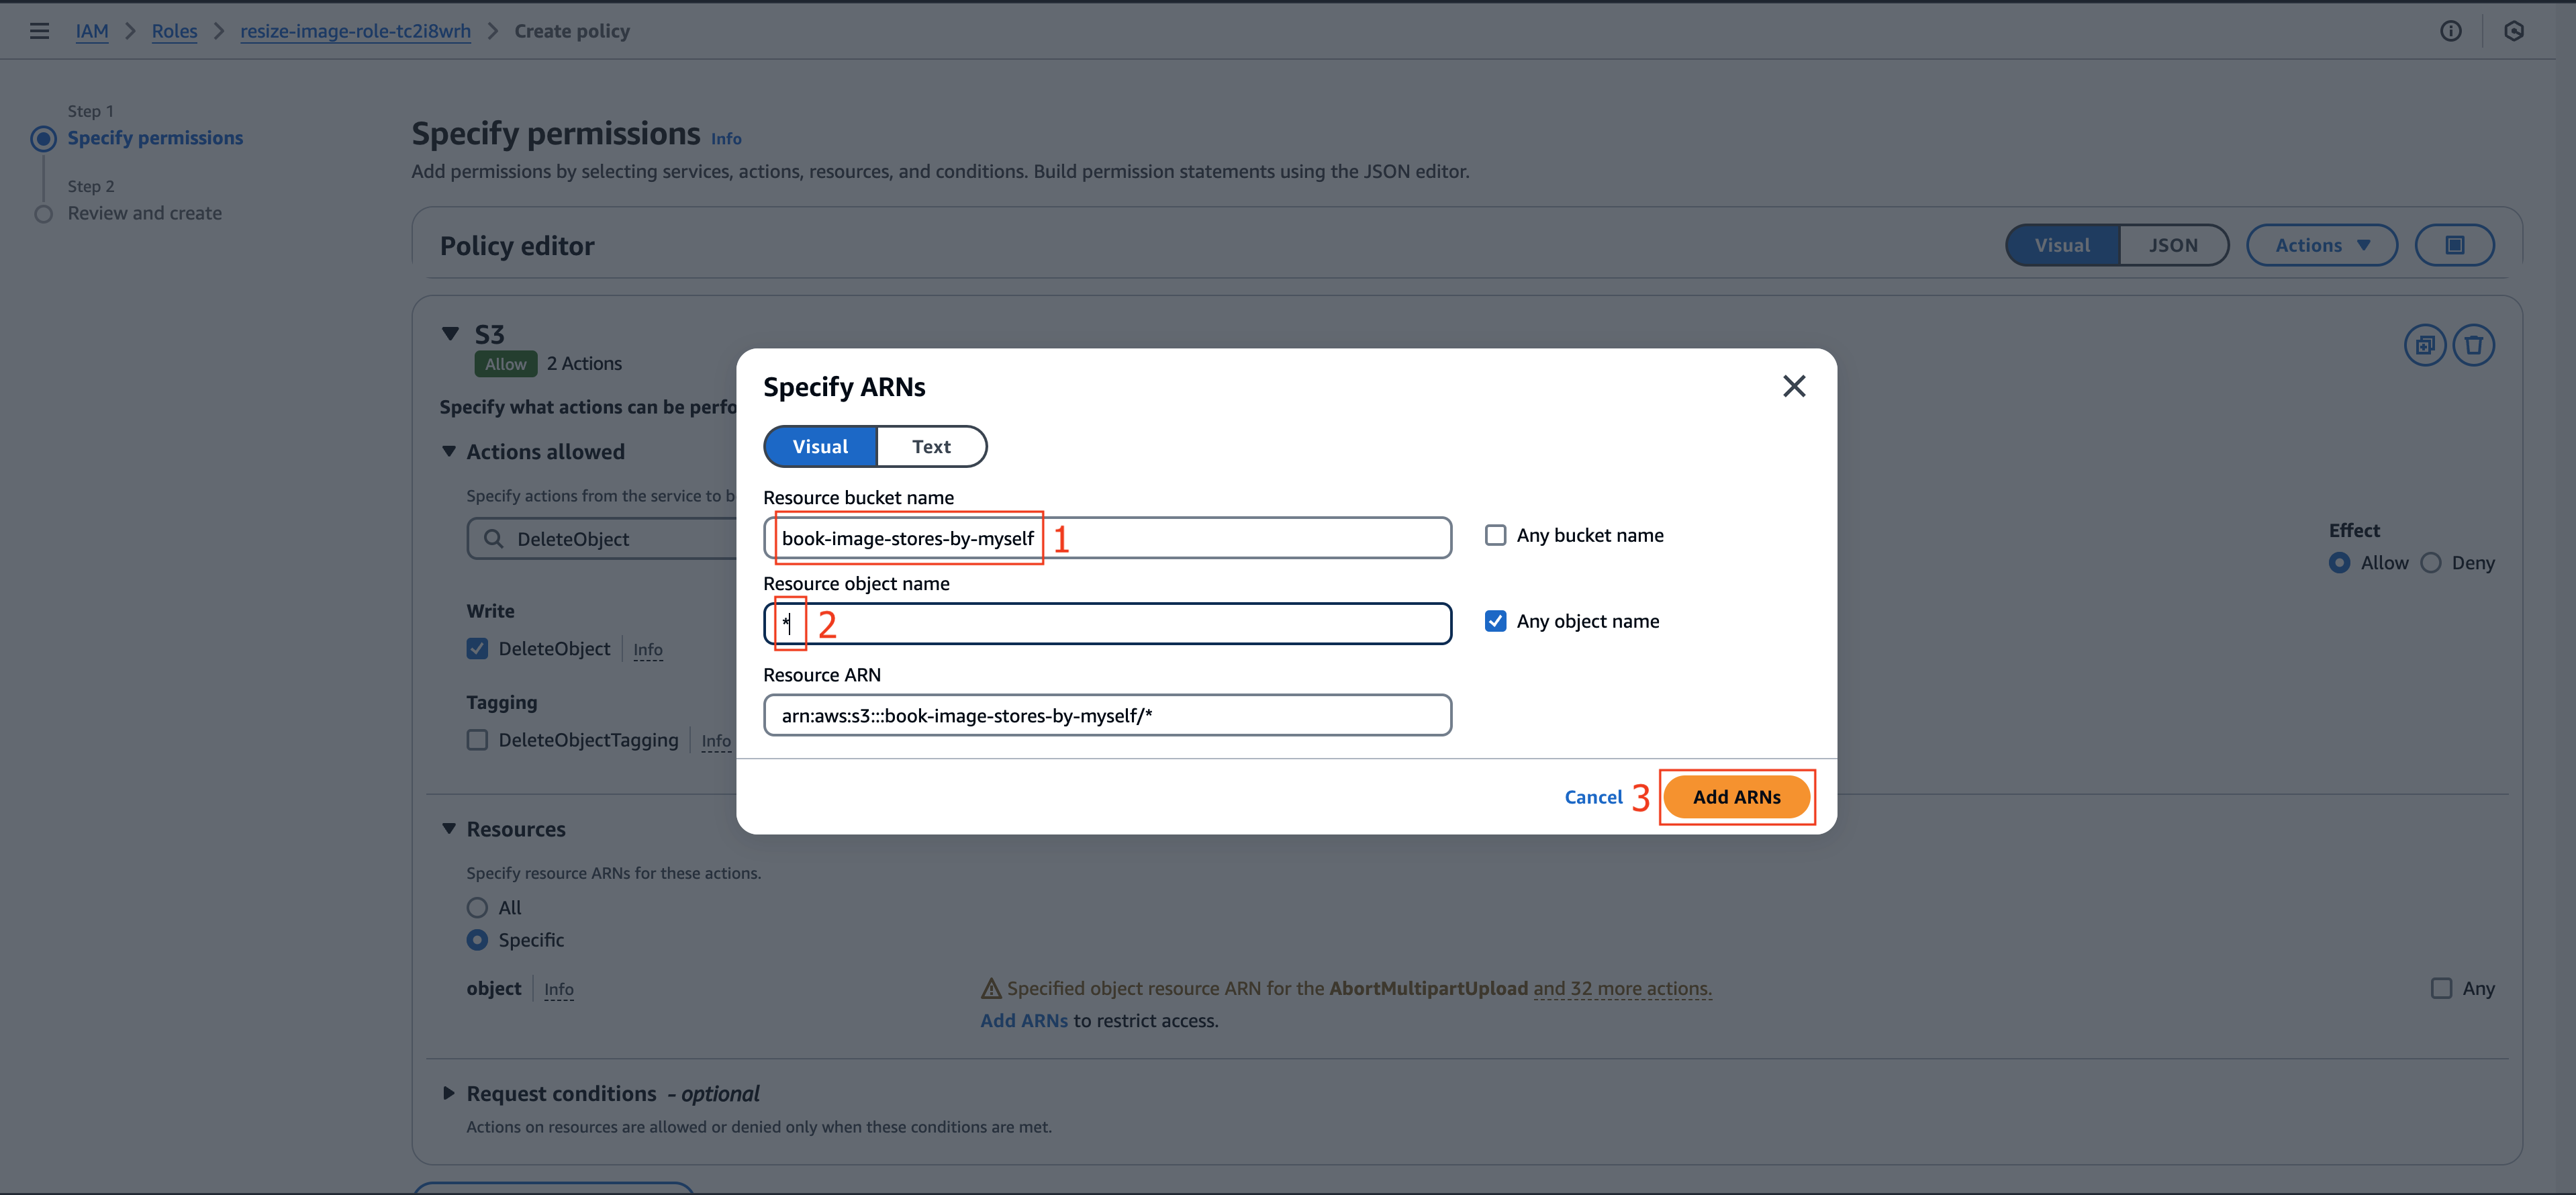 IAM > Roles > resize-image-role-tc2i8wrh > Create policy
Step 1
Specify permissions
Step 2
Review and create
Specify permissions Info
Add permissions by selecting services, actions, resources, and conditions. Build permission statements using the JSON editor.
Policy editor
Visual JSON Actions
S3
Allow 2 Actions
Specify what actions can be perfo
Actions allowed
Specify actions from the service to b
DeleteObject
Effect
Allow Deny
Write
DeleteObject Info
Tagging
DeleteObjectTagging Info
Specify ARNs
Visual Text
Resource bucket name
book-image-stores-by-myself 1
Any bucket name
Resource object name
* 2
Any object name
Resource ARN
arn:aws:s3:::book-image-stores-by-myself/*
Cancel 3 Add ARNs
Resources
Specify resource ARNs for these actions.
All
Specific
object Info
Specified object resource ARN for the AbortMultipartUpload and 32 more actions.
Add ARNs to restrict access.
Any
Request conditions - optional
Actions on resources are allowed or denied only when these conditions are met.